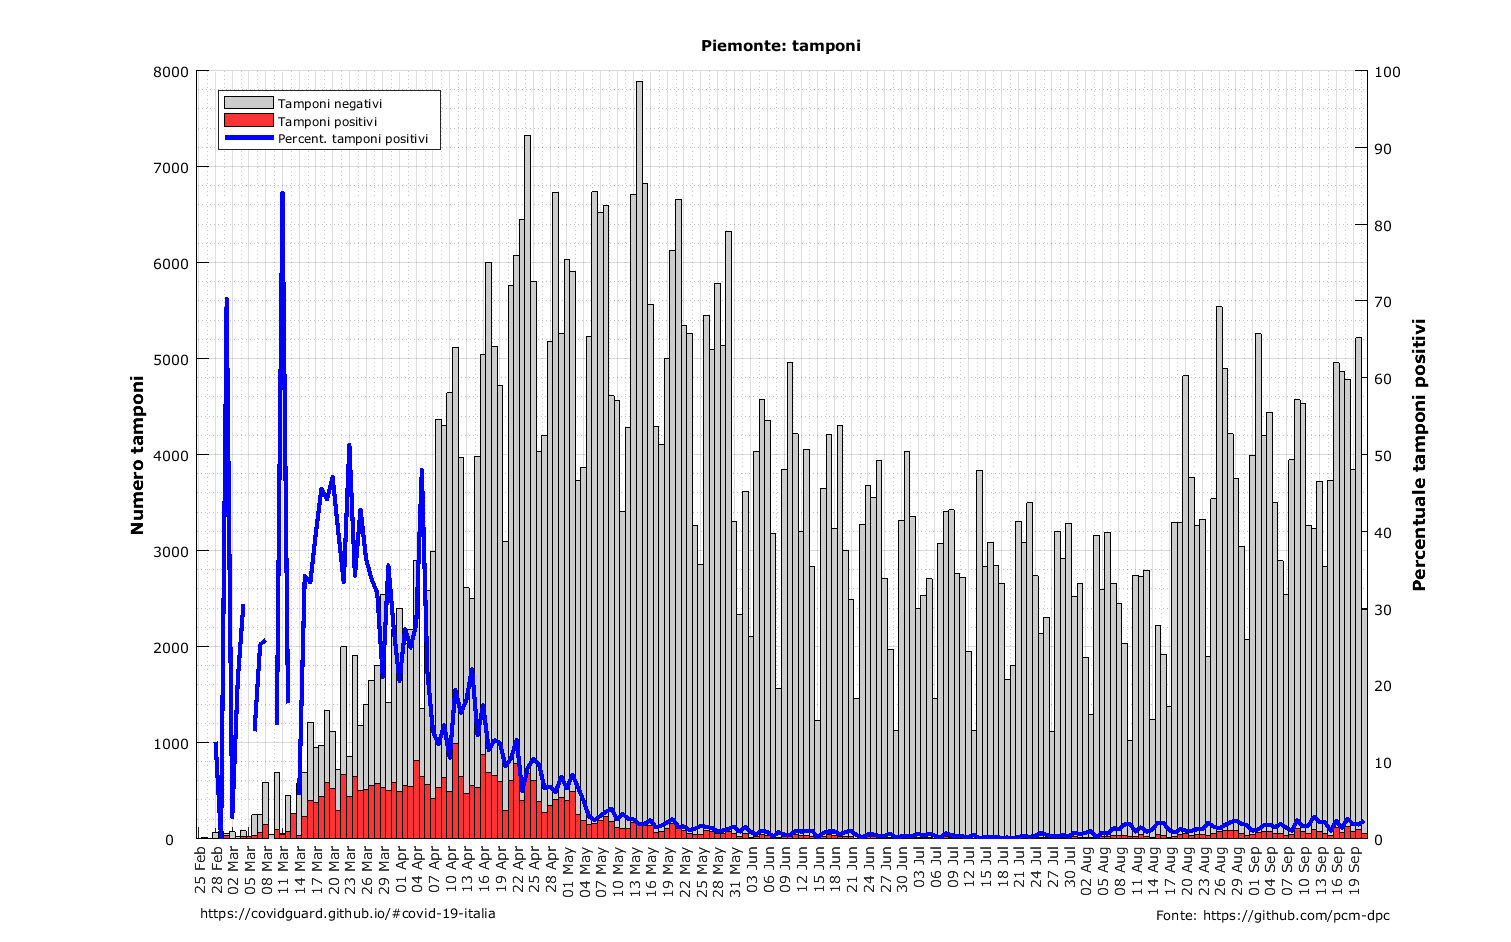 Piemonte: tamponi
8000
7000
6000
5000
4000
3000
2000
1000
0
100
90
80
70
60
50
40
30
20
10
0
Tamponi negativi
Tamponi positivi
Percent. tamponi positivi
Numero tamponi
Percentuale tamponi positivi
25 Feb
28 Feb
02 Mar
05 Mar
08 Mar
11 Mar
14 Mar
17 Mar
20 Mar
23 Mar
26 Mar
29 Mar
01 Apr
04 Apr
07 Apr
10 Apr
13 Apr
16 Apr
19 Apr
22 Apr
25 Apr
28 Apr
01 May
04 May
07 May
10 May
13 May
16 May
19 May
22 May
25 May
28 May
31 May
03 Jun
06 Jun
09 Jun
12 Jun
15 Jun
18 Jun
21 Jun
24 Jun
27 Jun
30 Jun
03 Jul
06 Jul
09 Jul
12 Jul
15 Jul
18 Jul
21 Jul
24 Jul
27 Jul
30 Jul
02 Aug
05 Aug
08 Aug
11 Aug
14 Aug
17 Aug
20 Aug
23 Aug
26 Aug
29 Aug
01 Sep
04 Sep
07 Sep
10 Sep
13 Sep
16 Sep
19 Sep
https://covidguard.github.io/#covid-19-italia
Fonte: https://github.com/pcm-dpc